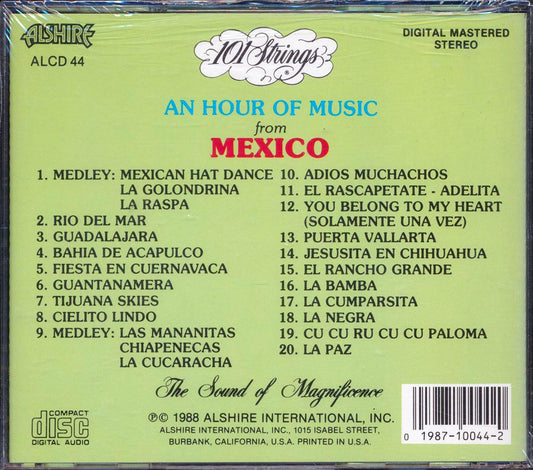 ALSHIRE
ALCD 44
101 Strings®
DIGITAL MASTERED
STEREO
AN HOUR OF MUSIC
from
MEXICO
1. MEDLEY: MEXICAN HAT DANCE
LA GOLONDRINA
LA RASPA
2. RIO DEL MAR
3. GUADALAJARA
4. BAHIA DE ACAPULCO
5. FIESTA EN CUERNAVACA
6. GUANTANAMERA
7. TIJUANA SKIES
8. CIELITO LINDO
9. MEDLEY: LAS MANANITAS
CHIAPENECAS
LA CUCARACHA
10. ADIOS MUCHACHOS
11. EL RASCAPETATE - ADELITA
12. YOU BELONG TO MY HEART
(SOLAMENTE UNA VEZ)
13. PUERTA VALLARTA
14. JESUSITA EN CHIHUAHUA
15. EL RANCHO GRANDE
16. LA BAMBA
17. LA CUMPARSITA
18. LA NEGRA
19. CU CU RU CU CU PALOMA
20. LA PAZ
The Sound of Magnificence
COMPACT
disc
DIGITAL AUDIO
℗© 1988 ALSHIRE INTERNATIONAL, INC.
ALSHIRE INTERNATIONAL, INC., 1015 ISABEL STREET,
BURBANK, CALIFORNIA, U.S.A. PRINTED IN U.S.A.
0 1987-10044-2